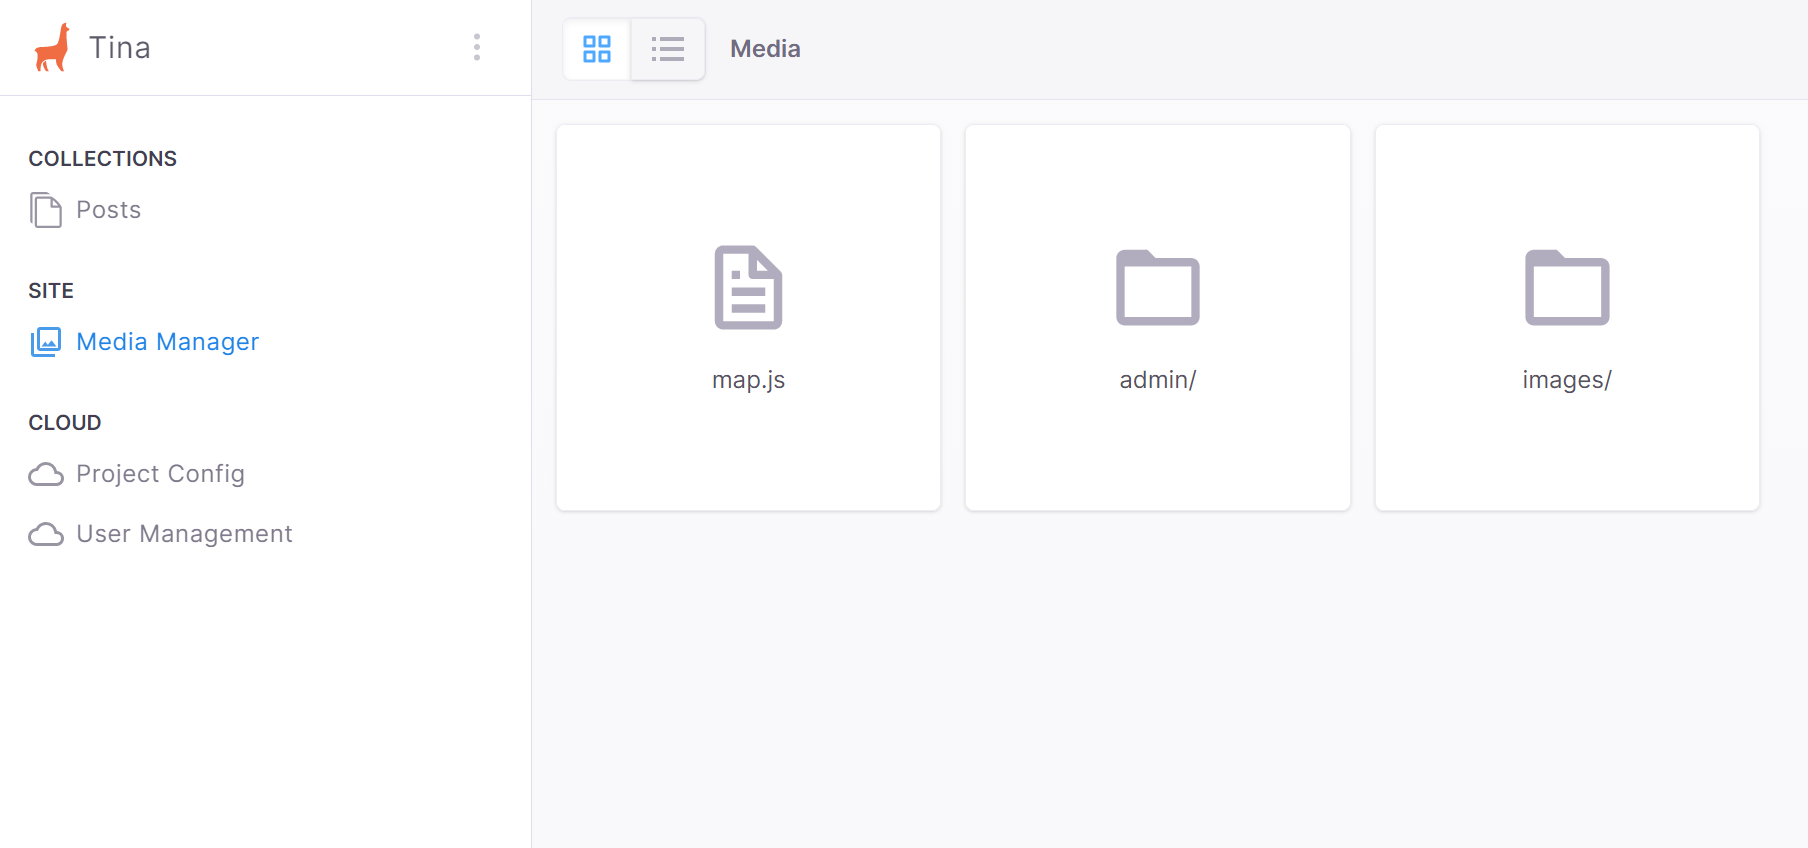 Tina
COLLECTIONS
Posts
SITE
Media Manager
CLOUD
Project Config
User Management
Media
map.js
admin/
images/